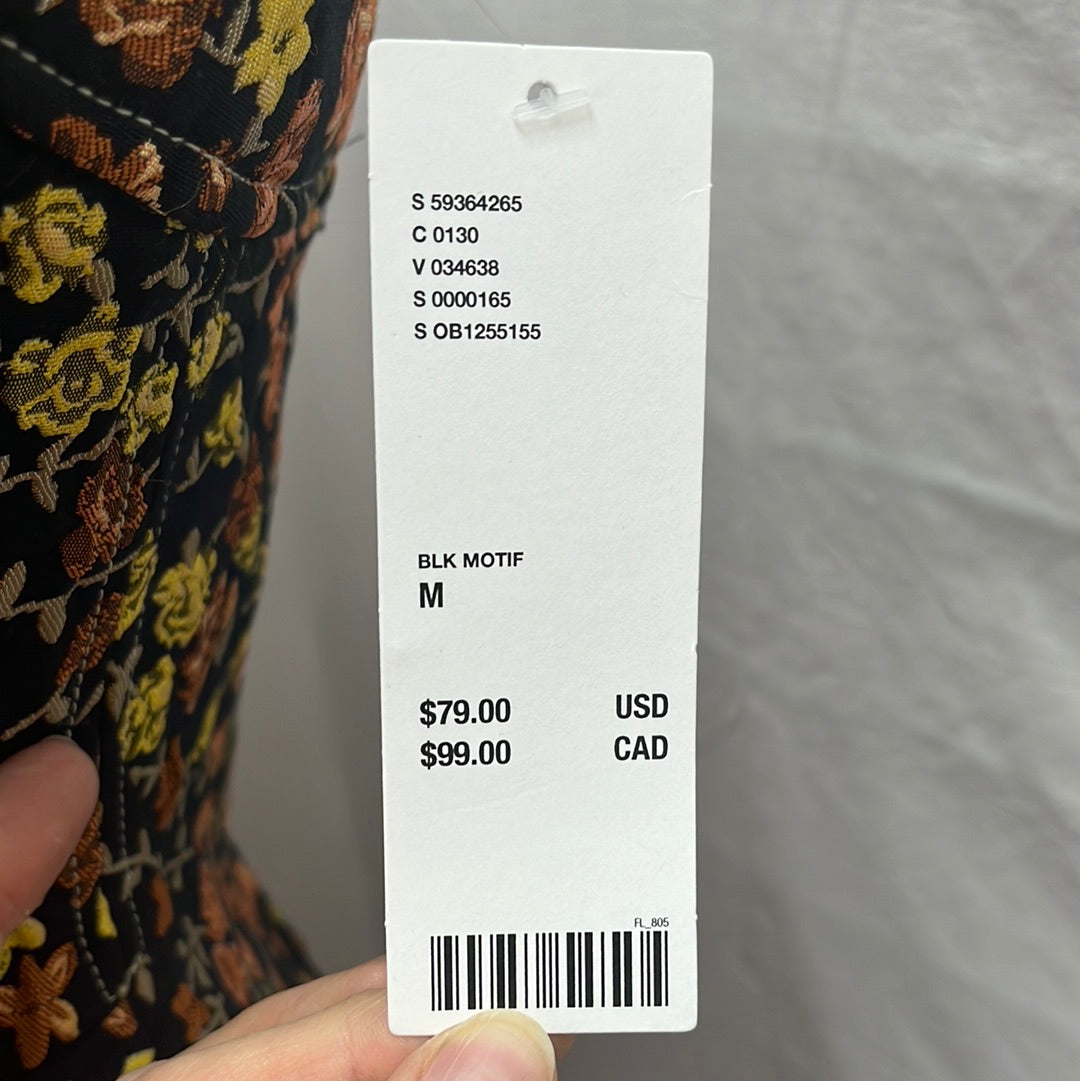 S 59364265
C 0130
V 034638
S 0000165
S OB1255155
BLK MOTIF
M
$79.00 USD
$99.00 CAD
FL_805